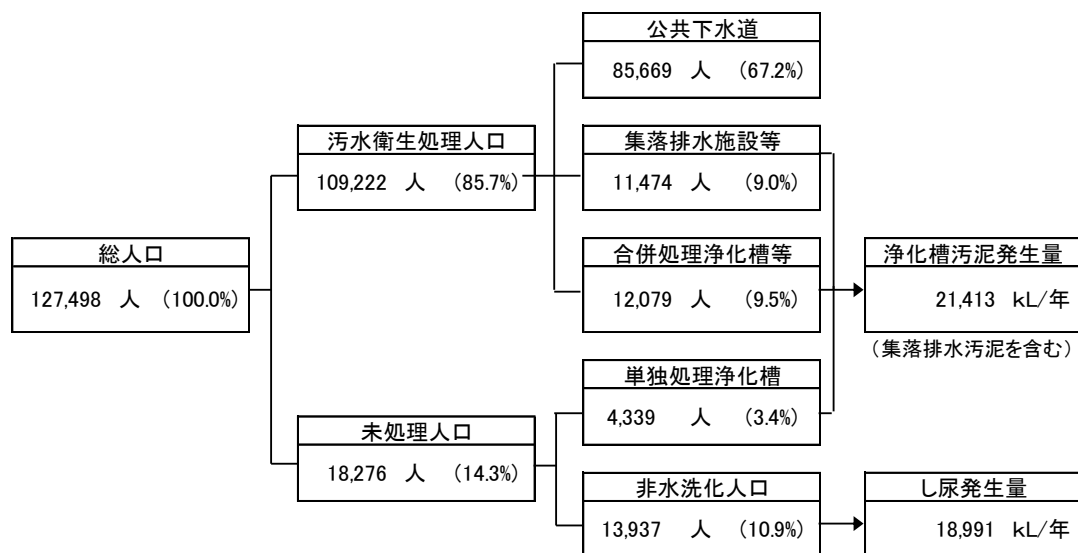 総人口
127,498 人 (100.0%)
汚水衛生処理人口
109,222 人 (85.7%)
未処理人口
18,276 人 (14.3%)
公共下水道
85,669 人 (67.2%)
集落排水施設等
11,474 人 (9.0%)
合併処理浄化槽等
12,079 人 (9.5%)
単独処理浄化槽
4,339 人 (3.4%)
非水洗化人口
13,937 人 (10.9%)
浄化槽汚泥発生量
21,413 kL/年
(集落排水汚泥を含む)
し尿発生量
18,991 kL/年